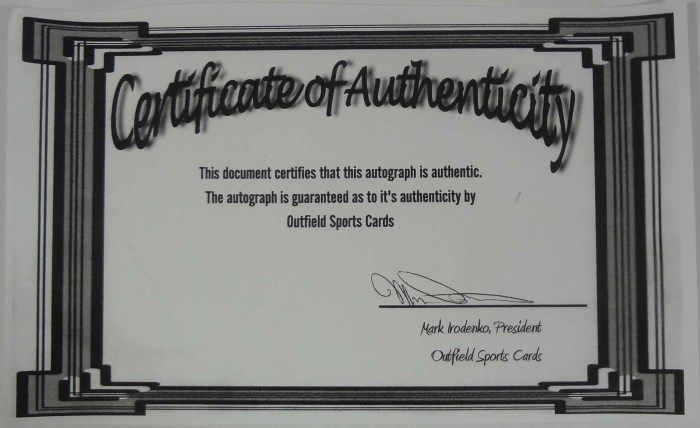 Certificate of Authenticity
This document certifies that this autograph is authentic.
The autograph is guaranteed as to it's authenticity by
Outfield Sports Cards
Mark Irodenko, President
Outfield Sports Cards